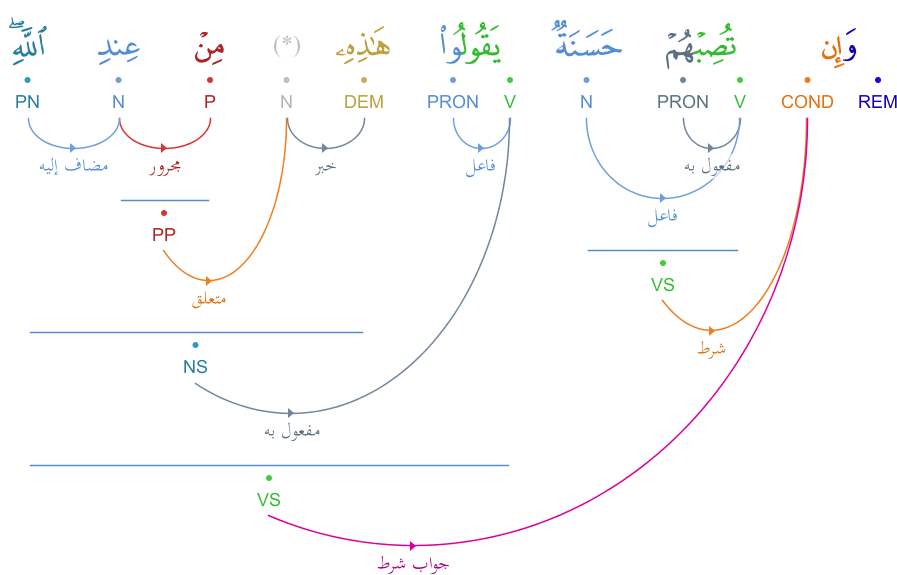 وَإِن تُصِبْهُمْ حَسَنَةٌ يَقُولُوا۟ هَـٰذِهِۦ (*) مِنْ عِندِ ٱللَّهِ ۖ
REM COND V PRON N V PRON DEM N P N PN
مفعول به فاعل خبر مجرور مضاف إليه
فاعل
PP
VS
متعلق
شرط
NS
مفعول به
VS
جواب شرط